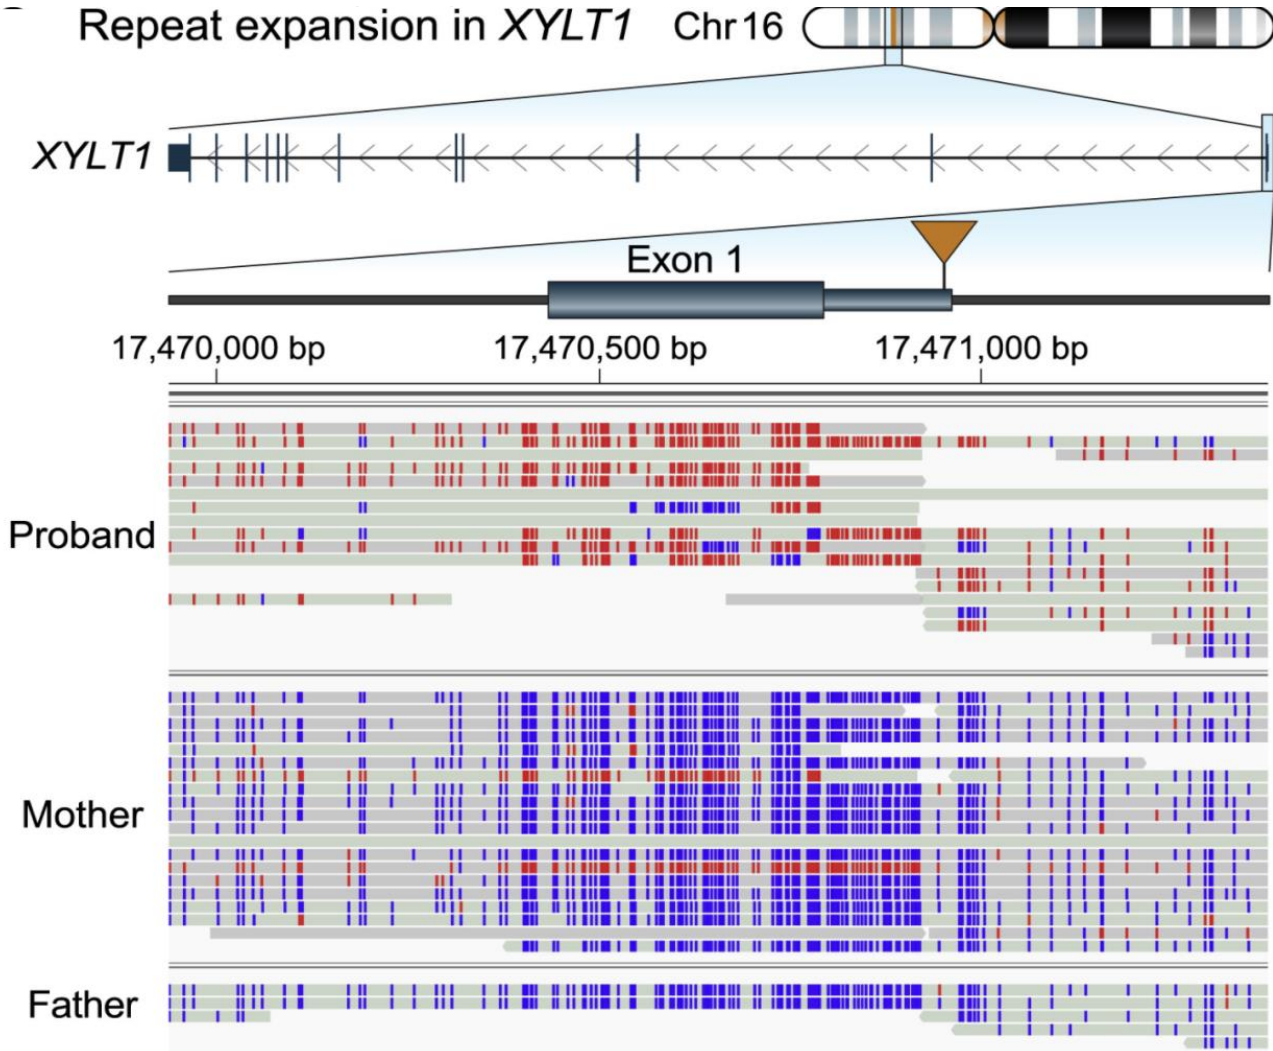 Repeat expansion in XYLT1 Chr16
XYLT1
Exon 1
17,470,000 bp 17,470,500 bp 17,471,000 bp
Proband
Mother
Father